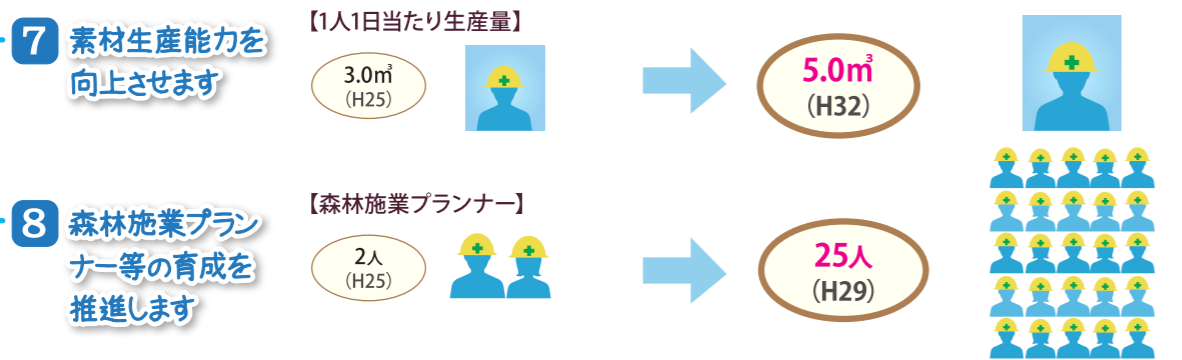 7 素材生産能力を
向上させます
【1人1日当たり生産量】
3.0㎥
(H25)
5.0㎥
(H32)
8 森林施業プラン
ナー等の育成を
推進します
【森林施業プランナー】
2人
(H25)
25人
(H29)